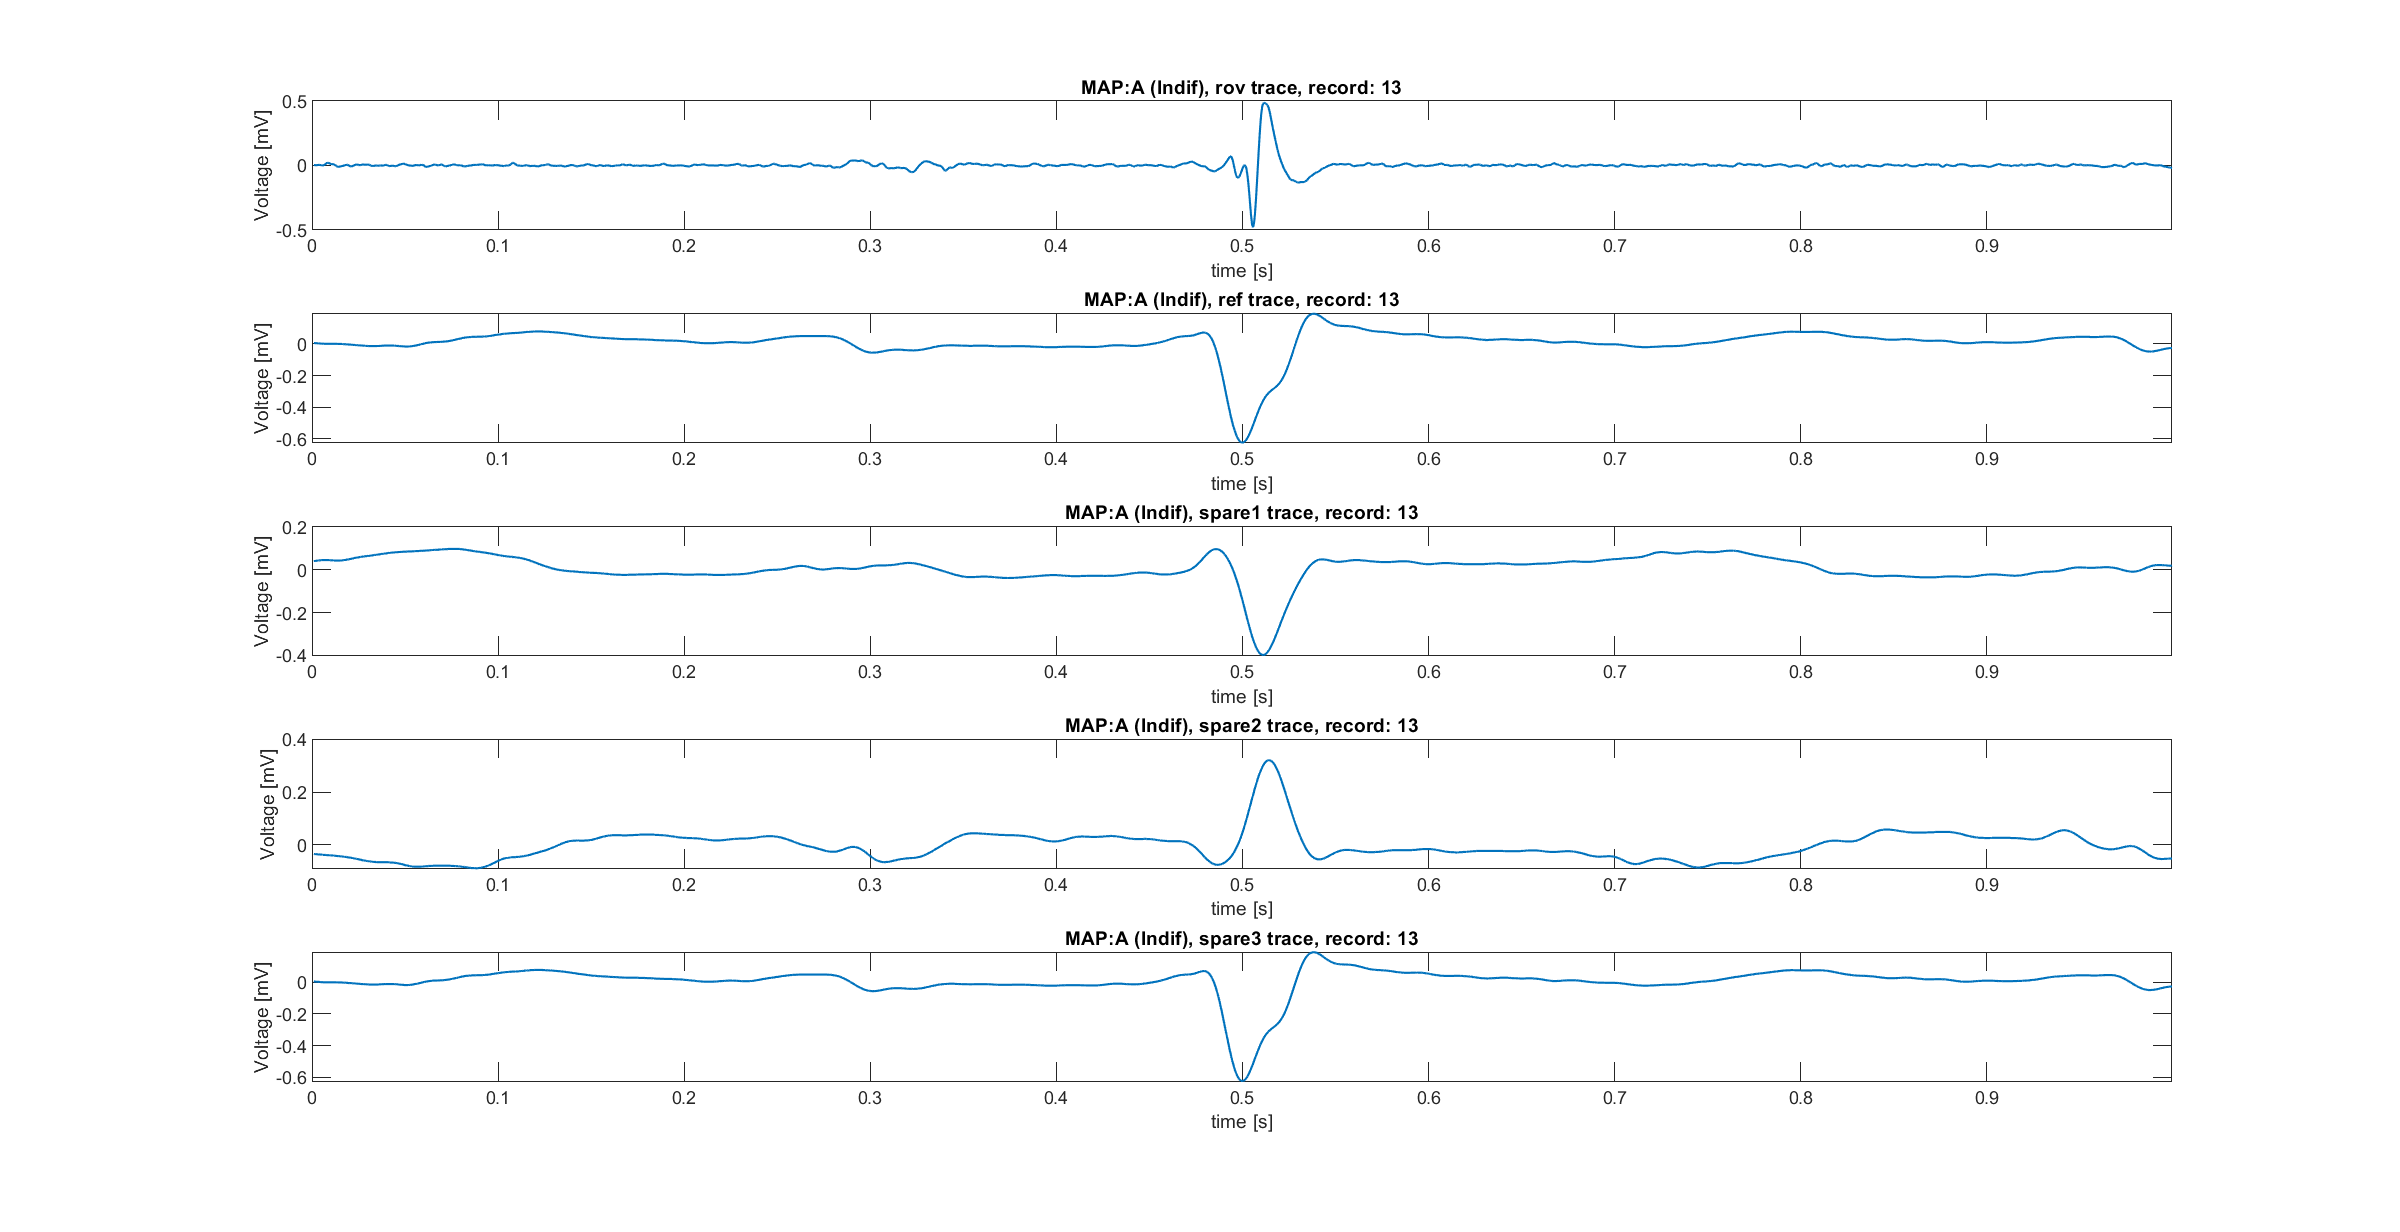 MAP:A (Indif), rov trace, record: 13
Voltage [mV]
0.5
0
-0.5
0 0.1 0.2 0.3 0.4 0.5 0.6 0.7 0.8 0.9
time [s]
MAP:A (Indif), ref trace, record: 13
Voltage [mV]
0
-0.2
-0.4
-0.6
0 0.1 0.2 0.3 0.4 0.5 0.6 0.7 0.8 0.9
time [s]
MAP:A (Indif), spare1 trace, record: 13
Voltage [mV]
0.2
0
-0.2
-0.4
0 0.1 0.2 0.3 0.4 0.5 0.6 0.7 0.8 0.9
time [s]
MAP:A (Indif), spare2 trace, record: 13
Voltage [mV]
0.4
0.2
0
0 0.1 0.2 0.3 0.4 0.5 0.6 0.7 0.8 0.9
time [s]
MAP:A (Indif), spare3 trace, record: 13
Voltage [mV]
0
-0.2
-0.4
-0.6
0 0.1 0.2 0.3 0.4 0.5 0.6 0.7 0.8 0.9
time [s]